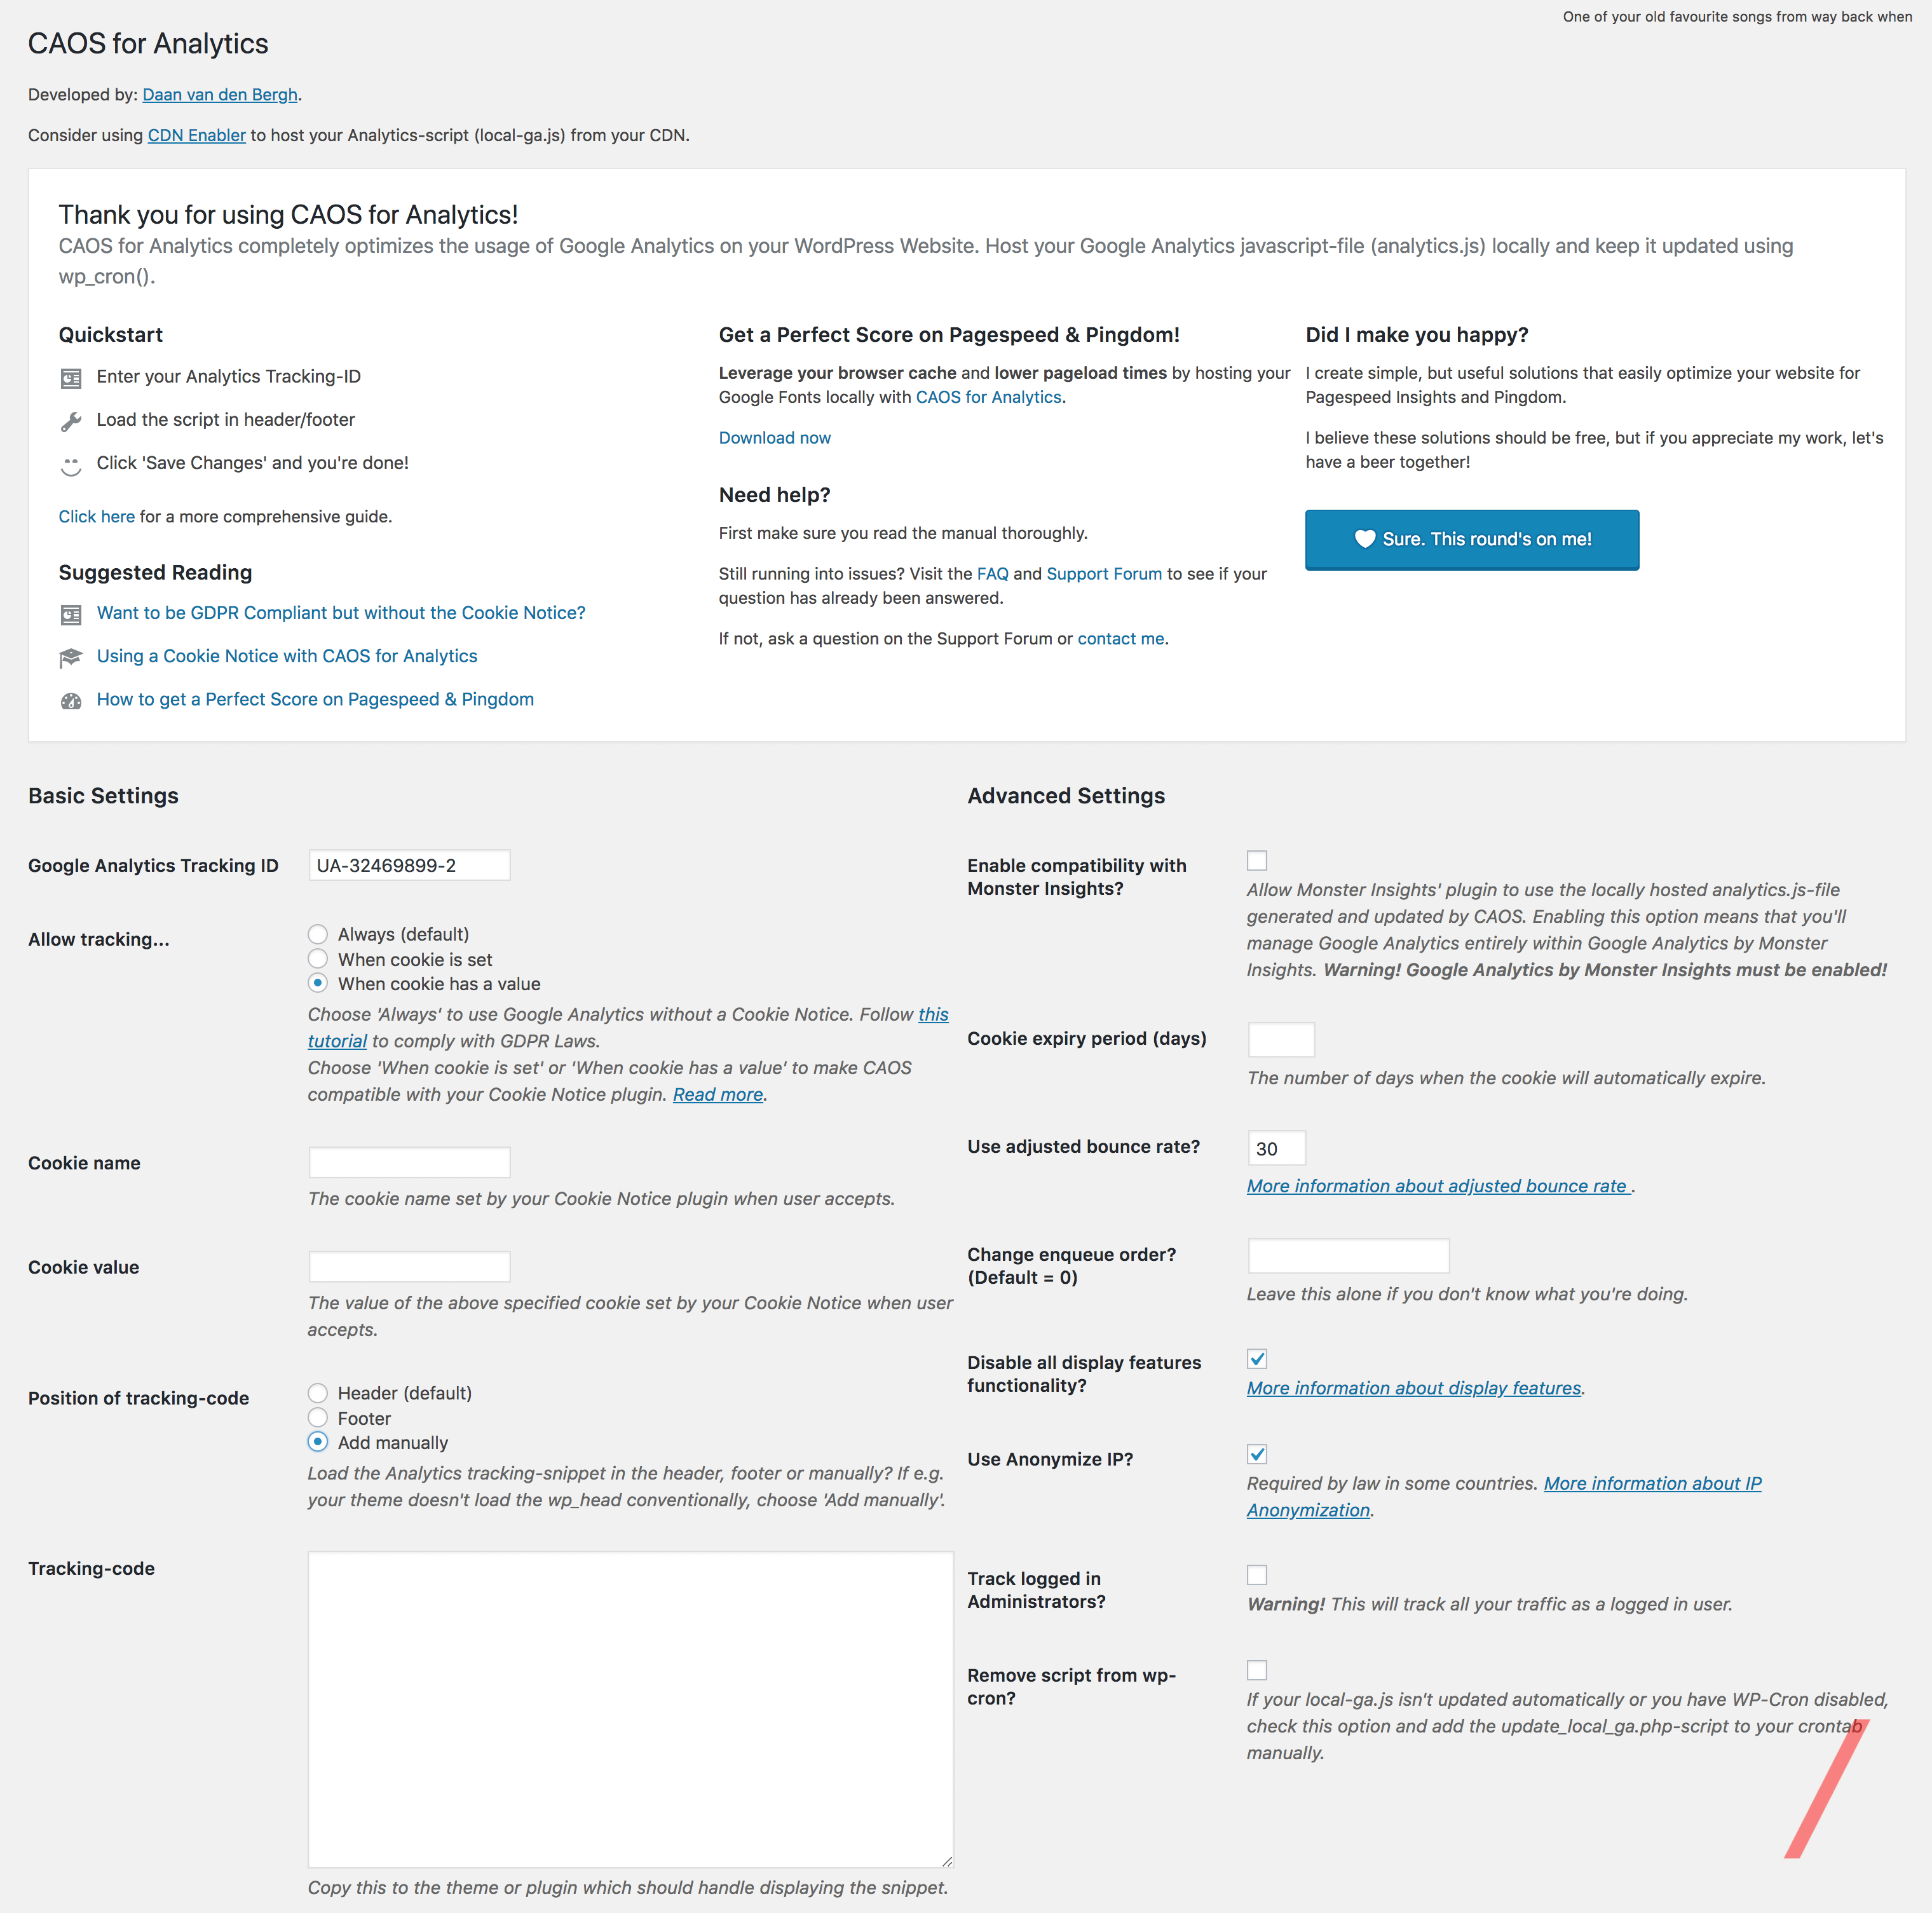 One of your old favourite songs from way back when
CAOS for Analytics
Developed by: Daan van den Bergh.
Consider using CDN Enabler to host your Analytics-script (local-ga.js) from your CDN.
Thank you for using CAOS for Analytics!
CAOS for Analytics completely optimizes the usage of Google Analytics on your WordPress Website. Host your Google Analytics javascript-file (analytics.js) locally and keep it updated using
wp_cron().
Quickstart
Enter your Analytics Tracking-ID
Load the script in header/footer
Click 'Save Changes' and you're done!
Click here for a more comprehensive guide.
Suggested Reading
Want to be GDPR Compliant but without the Cookie Notice?
Using a Cookie Notice with CAOS for Analytics
How to get a Perfect Score on Pagespeed & Pingdom
Get a Perfect Score on Pagespeed & Pingdom!
Leverage your browser cache and lower pageload times by hosting your
Google Fonts locally with CAOS for Analytics.
Download now
Need help?
First make sure you read the manual thoroughly.
Still running into issues? Visit the FAQ and Support Forum to see if your
question has already been answered.
If not, ask a question on the Support Forum or contact me.
Did I make you happy?
I create simple, but useful solutions that easily optimize your website for
Pagespeed Insights and Pingdom.
I believe these solutions should be free, but if you appreciate my work, let's
have a beer together!
Sure. This round's on me!
Basic Settings
Google Analytics Tracking ID
UA-32469899-2
Allow tracking...
Always (default)
When cookie is set
When cookie has a value
Choose 'Always' to use Google Analytics without a Cookie Notice. Follow this
tutorial to comply with GDPR Laws.
Choose 'When cookie is set' or 'When cookie has a value' to make CAOS
compatible with your Cookie Notice plugin. Read more.
Cookie name
The cookie name set by your Cookie Notice plugin when user accepts.
Cookie value
The value of the above specified cookie set by your Cookie Notice when user
accepts.
Position of tracking-code
Header (default)
Footer
Add manually
Load the Analytics tracking-snippet in the header, footer or manually? If e.g.
your theme doesn't load the wp_head conventionally, choose 'Add manually'.
Tracking-code
Copy this to the theme or plugin which should handle displaying the snippet.
Advanced Settings
Enable compatibility with
Monster Insights?
Allow Monster Insights' plugin to use the locally hosted analytics.js-file
generated and updated by CAOS. Enabling this option means that you'll
manage Google Analytics entirely within Google Analytics by Monster
Insights. Warning! Google Analytics by Monster Insights must be enabled!
Cookie expiry period (days)
The number of days when the cookie will automatically expire.
Use adjusted bounce rate?
30
More information about adjusted bounce rate .
Change enqueue order?
(Default = 0)
Leave this alone if you don't know what you're doing.
Disable all display features
functionality?
More information about display features.
Use Anonymize IP?
Required by law in some countries. More information about IP
Anonymization.
Track logged in
Administrators?
Warning! This will track all your traffic as a logged in user.
Remove script from wp-
cron?
If your local-ga.js isn't updated automatically or you have WP-Cron disabled,
check this option and add the update_local_ga.php-script to your crontab
manually.